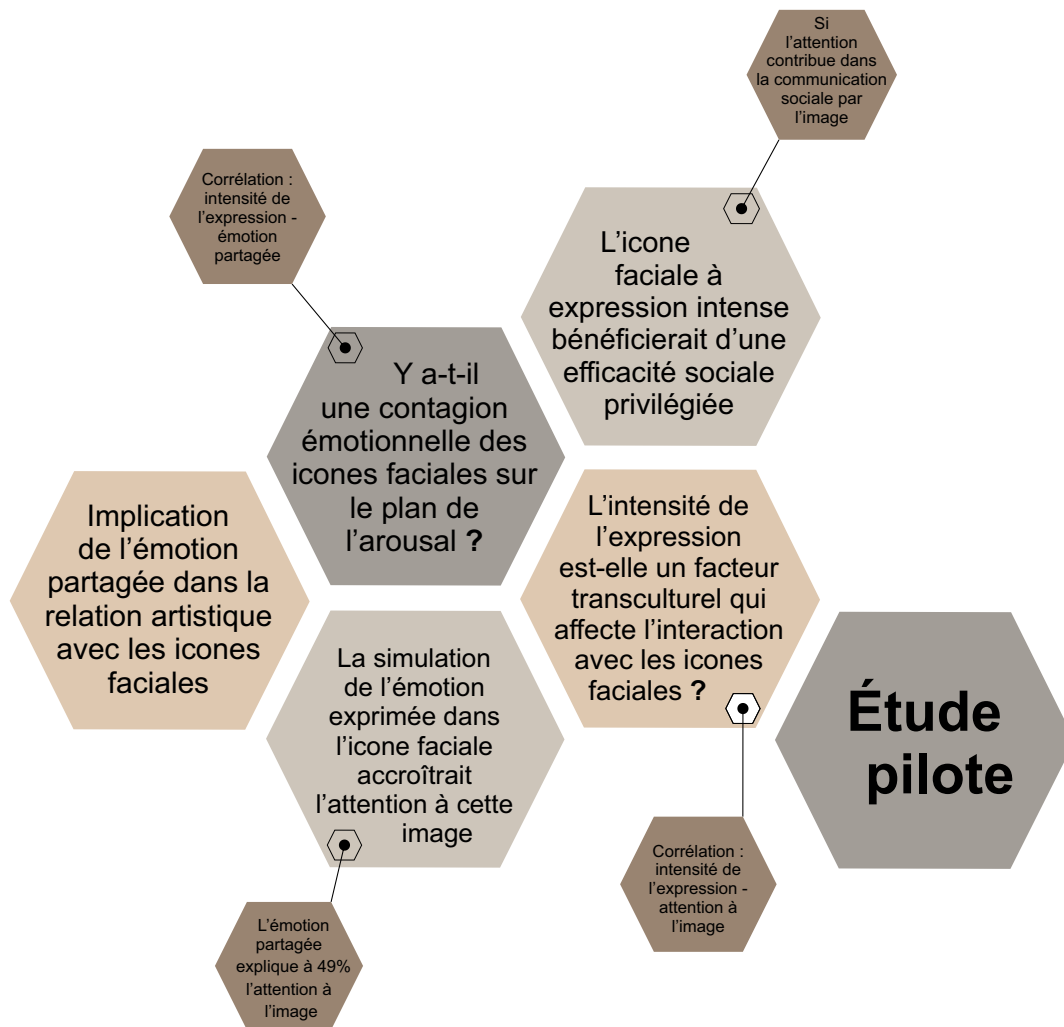 Si
l'attention
contribue dans
la communication
sociale par
l'image
Corrélation :
intensité de
l'expression -
émotion
partagée
L'icone
faciale à
expression intense
bénéficierait d'une
efficacité sociale
privilégiée
Y a-t-il
une contagion
émotionnelle des
icones faciales sur
le plan de
l'arousal ?
Implication
de l'émotion
partagée dans la
relation artistique
avec les icones
faciales
L'intensité de
l'expression
est-elle un facteur
transculturel qui
affecte l'interaction
avec les icones
faciales ?
La simulation
de l'émotion
exprimée dans
l'icone faciale
accroîtrait
l'attention à cette
image
Étude
pilote
Corrélation :
intensité de
l'expression -
attention à
l'image
L'émotion
partagée
explique à 49%
l'attention à
l'image